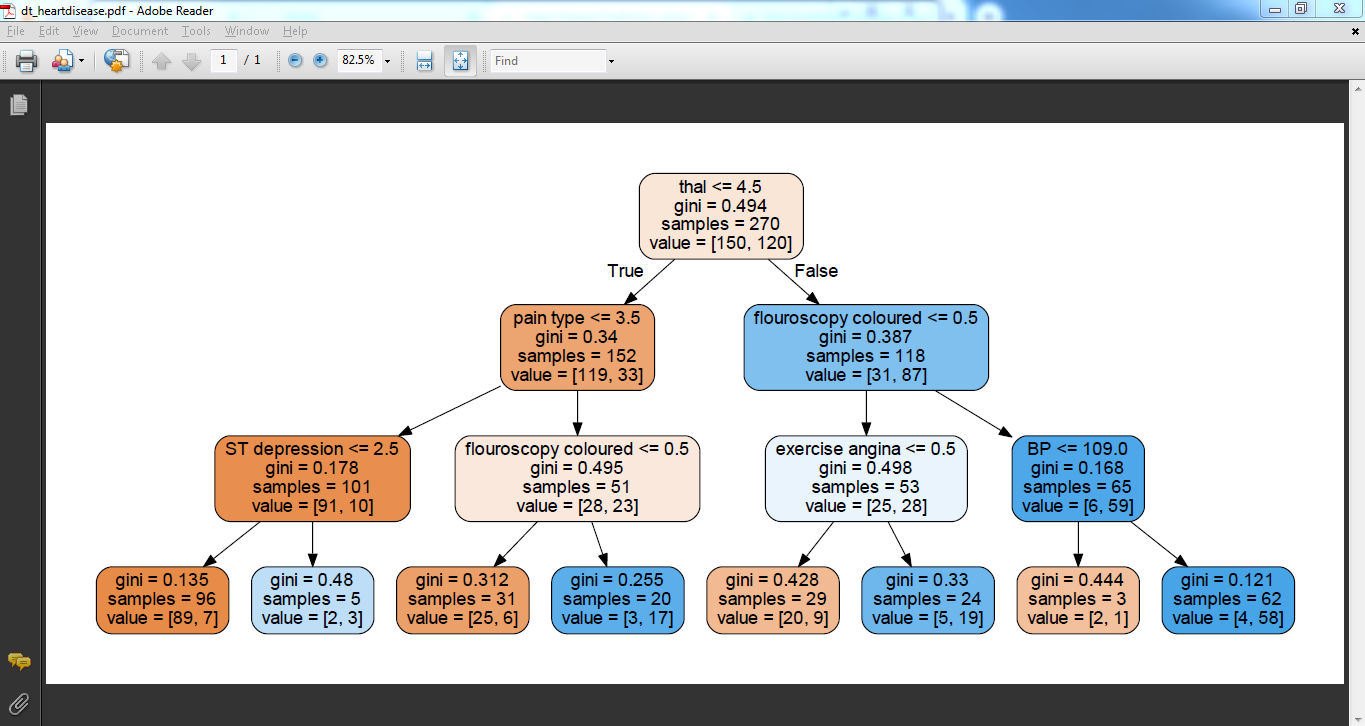 dt_heartdisease.pdf - Adobe Reader
File Edit View Document Tools Window Help
1 / 1 82.5% Find
thal <= 4.5
gini = 0.494
samples = 270
value = [150, 120]
True
False
pain type <= 3.5
gini = 0.34
samples = 152
value = [119, 33]
flouroscopy coloured <= 0.5
gini = 0.387
samples = 118
value = [31, 87]
ST depression <= 2.5
gini = 0.178
samples = 101
value = [91, 10]
flouroscopy coloured <= 0.5
gini = 0.495
samples = 51
value = [28, 23]
exercise angina <= 0.5
gini = 0.498
samples = 53
value = [25, 28]
BP <= 109.0
gini = 0.168
samples = 65
value = [6, 59]
gini = 0.135
samples = 96
value = [89, 7]
gini = 0.48
samples = 5
value = [2, 3]
gini = 0.312
samples = 31
value = [25, 6]
gini = 0.255
samples = 20
value = [3, 17]
gini = 0.428
samples = 29
value = [20, 9]
gini = 0.33
samples = 24
value = [5, 19]
gini = 0.444
samples = 3
value = [2, 1]
gini = 0.121
samples = 62
value = [4, 58]